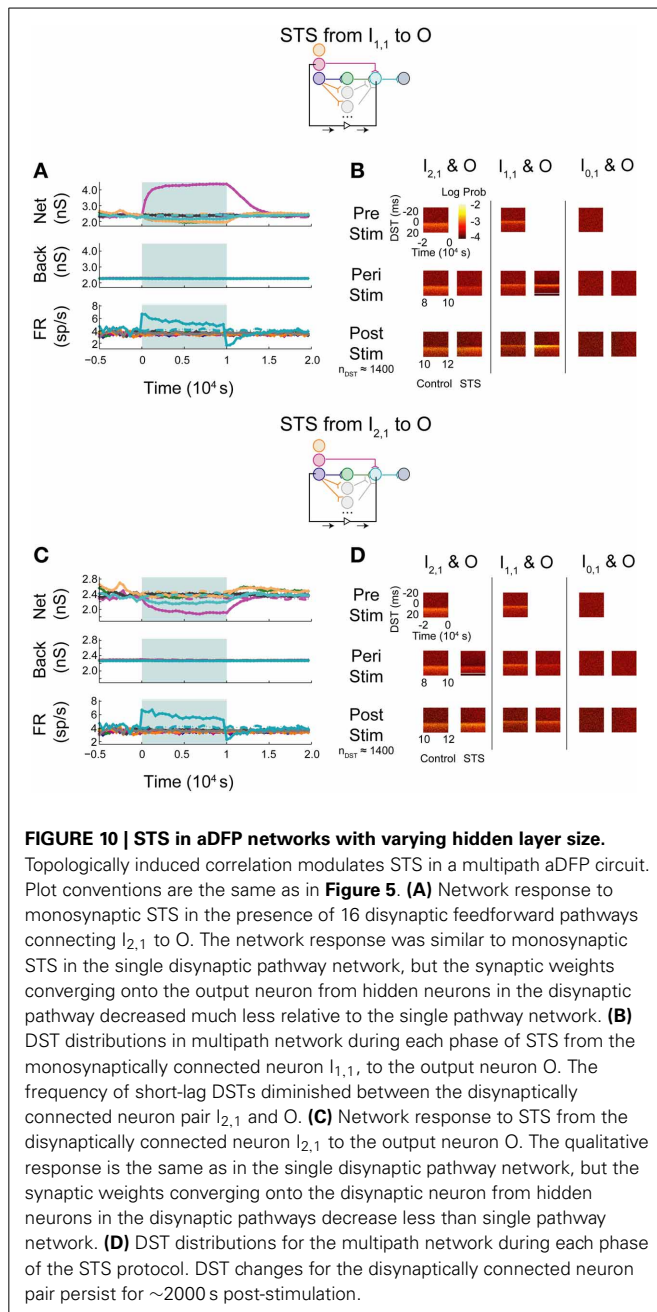 STS from I1,1 to O
...
A
Net (nS)
4.0
3.0
2.0
Back (nS)
4.0
3.0
2.0
FR (sp/s)
8
6
4
2
−0.5 0 0.5 1.0 1.5 2.0
Time (10⁴ s)
B
I2,1 & O I1,1 & O I0,1 & O
Pre Stim
DST (ms)
-20
0
20
-2 0
Time (10⁴ s)
Log Prob
−2
−3
−4
Peri Stim
8 10
Post Stim
10 12
nDST ≈ 1400
Control STS
STS from I2,1 to O
...
C
Net (nS)
2.8
2.4
2.0
Back (nS)
2.8
2.4
2.0
FR (sp/s)
8
6
4
2
−0.5 0 0.5 1.0 1.5 2.0
Time (10⁴ s)
D
I2,1 & O I1,1 & O I0,1 & O
Pre Stim
DST (ms)
-20
0
20
-2 0
Time (10⁴ s)
Peri Stim
8 10
Post Stim
10 12
nDST ≈ 1400
Control STS
FIGURE 10 | STS in aDFP networks with varying hidden layer size.
Topologically induced correlation modulates STS in a multipath aDFP circuit.
Plot conventions are the same as in Figure 5. (A) Network response to
monosynaptic STS in the presence of 16 disynaptic feedforward pathways
connecting I2,1 to O. The network response was similar to monosynaptic
STS in the single disynaptic pathway network, but the synaptic weights
converging onto the output neuron from hidden neurons in the disynaptic
pathway decreased much less relative to the single pathway network. (B)
DST distributions in multipath network during each phase of STS from the
monosynaptically connected neuron I1,1, to the output neuron O. The
frequency of short-lag DSTs diminished between the disynaptically
connected neuron pair I2,1 and O. (C) Network response to STS from the
disynaptically connected neuron I2,1 to the output neuron O. The qualitative
response is the same as in the single disynaptic pathway network, but the
synaptic weights converging onto the disynaptic neuron from hidden
neurons in the disynaptic pathways decrease less than single pathway
network. (D) DST distributions for the multipath network during each phase
of the STS protocol. DST changes for the disynaptically connected neuron
pair persist for ∼2000 s post-stimulation.